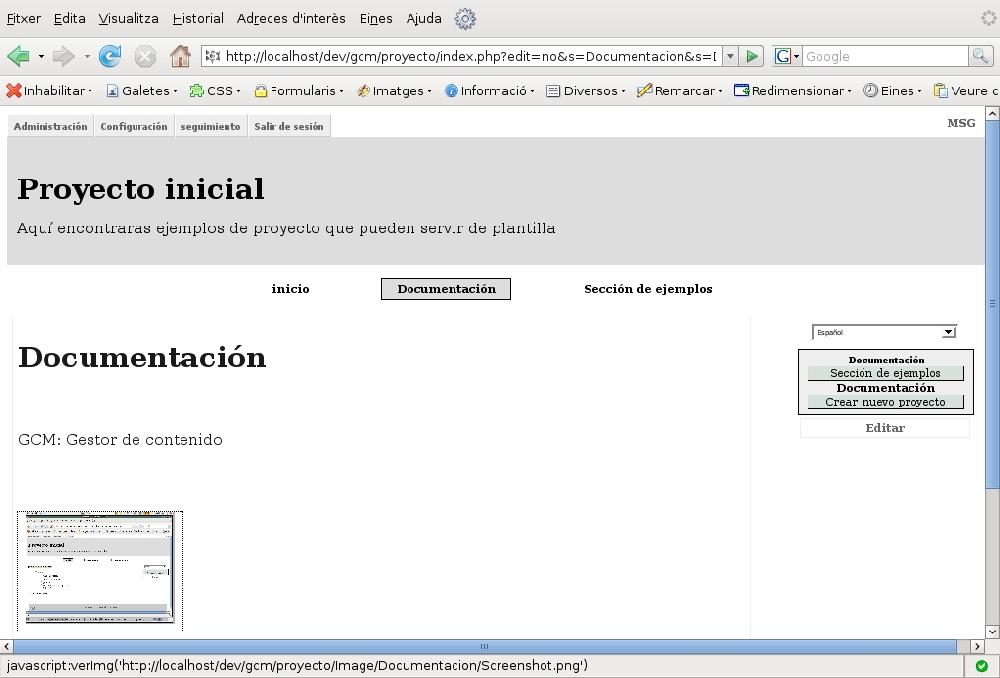 Fitxer Edita Visualitza Historial Adreces d'interès Eines Ajuda
http://localhost/dev/gcm/proyecto/index.php?edit=no&s=Documentacion&s=D
G Google
Inhabilitar Galetes CSS Formularis Imatges Informació Diversos Remarcar Redimensionar Eines Veure c
Administración Configuración seguimiento Salir de sesión MSG
Proyecto inicial
Aquí encontraras ejemplos de proyecto que pueden servir de plantilla
inicio Documentación Sección de ejemplos
Español
Documentación
Documentación
Sección de ejemplos
Documentación
Crear nuevo proyecto
Editar
GCM: Gestor de contenido
Proyecto inicial
javascript:verImg('http://localhost/dev/gcm/proyecto/Image/Documentacion/Screenshot.png')